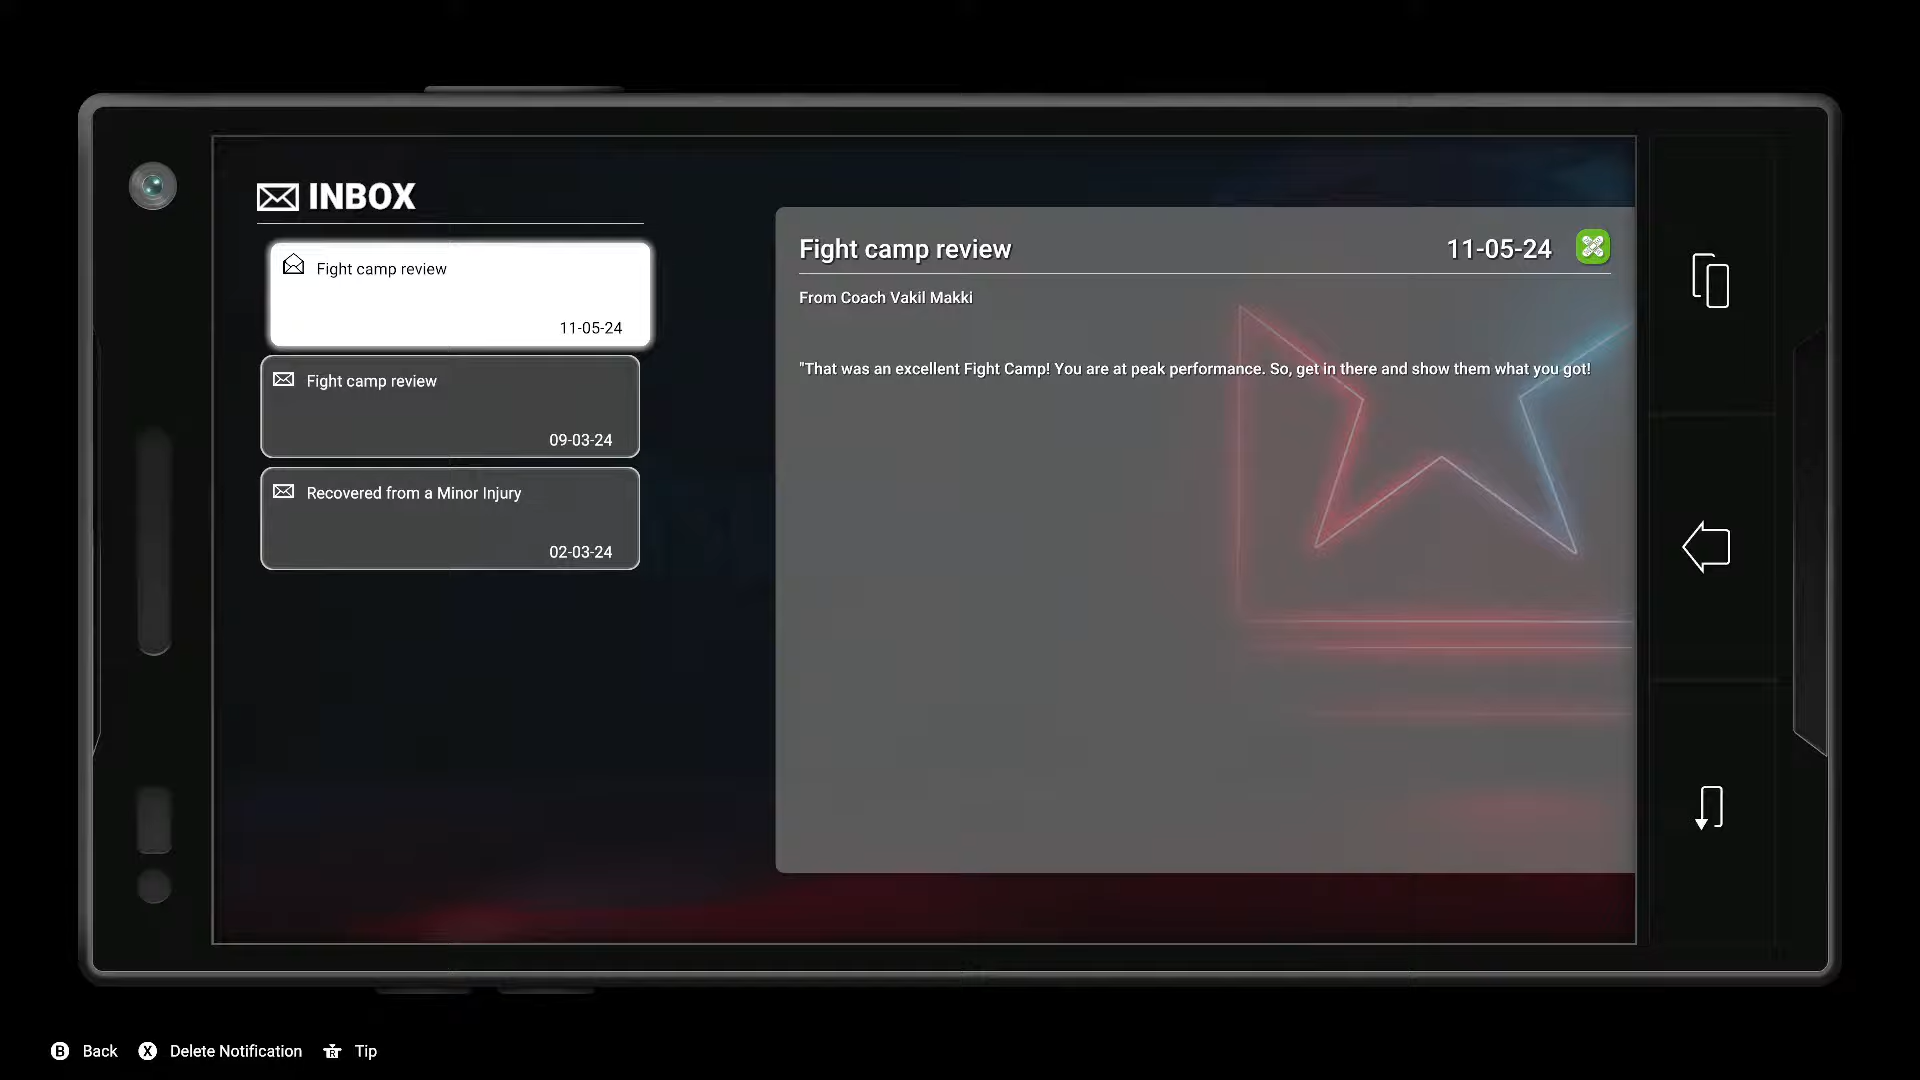 INBOX
Fight camp review
11-05-24
Fight camp review
09-03-24
Recovered from a Minor Injury
02-03-24
Fight camp review
11-05-24
From Coach Vakil Makki
"That was an excellent Fight Camp! You are at peak performance. So, get in there and show them what you got!
B Back X Delete Notification R Tip